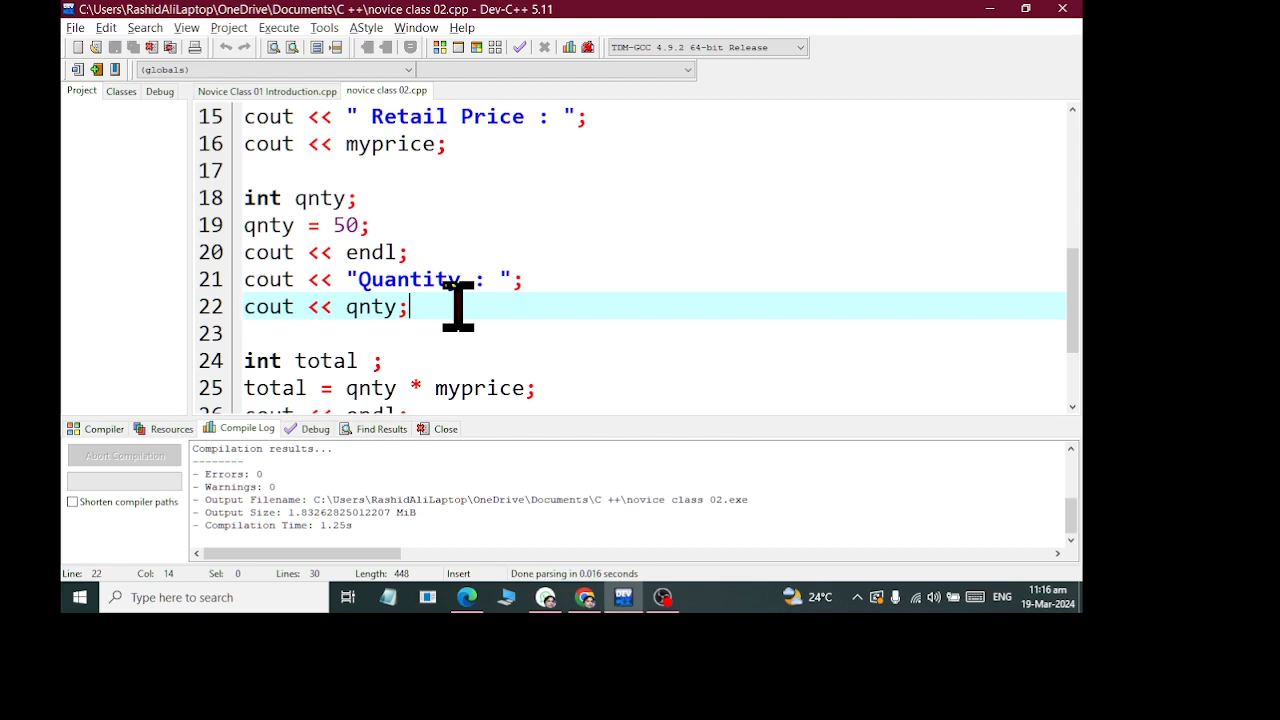 C:\Users\RashidAliLaptop\OneDrive\Documents\C ++\novice class 02.cpp - Dev-C++ 5.11
File Edit Search View Project Execute Tools AStyle Window Help
TDM-GCC 4.9.2 64-bit Release
(globals)
Project Classes Debug Novice Class 01 Introduction.cpp novice class 02.cpp
15 cout << " Retail Price : ";
16 cout << myprice;
17
18 int qnty;
19 qnty = 50;
20 cout << endl;
21 cout << "Quantity : ";
22 cout << qnty;
23
24 int total ;
25 total = qnty * myprice;
26 cout << endl;
Compiler Resources Compile Log Debug Find Results Close
Abort Compilation
Shorten compiler paths
Compilation results...
--------
- Errors: 0
- Warnings: 0
- Output Filename: C:\Users\RashidAliLaptop\OneDrive\Documents\C ++\novice class 02.exe
- Output Size: 1.83262825012207 MiB
- Compilation Time: 1.25s
Line: 22 Col: 14 Sel: 0 Lines: 30 Length: 448 Insert Done parsing in 0.016 seconds
Type here to search
DEV
24°C
ENG
11:16 am
19-Mar-2024